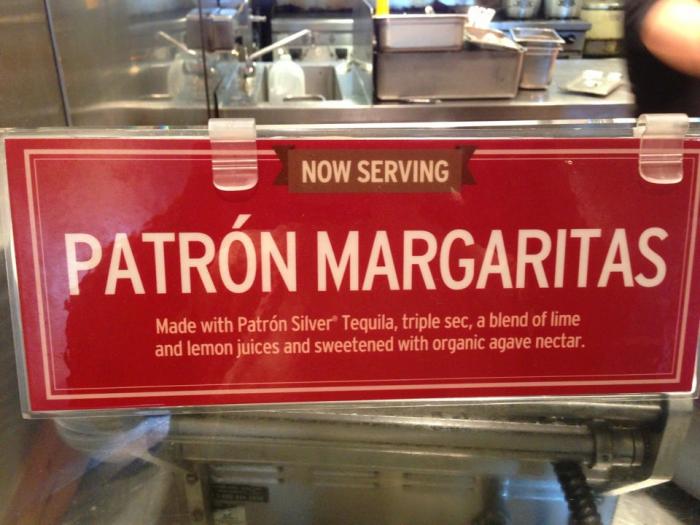 NOW SERVING
PATRÓN MARGARITAS
Made with Patrón Silver® Tequila, triple sec, a blend of lime
and lemon juices and sweetened with organic agave nectar.